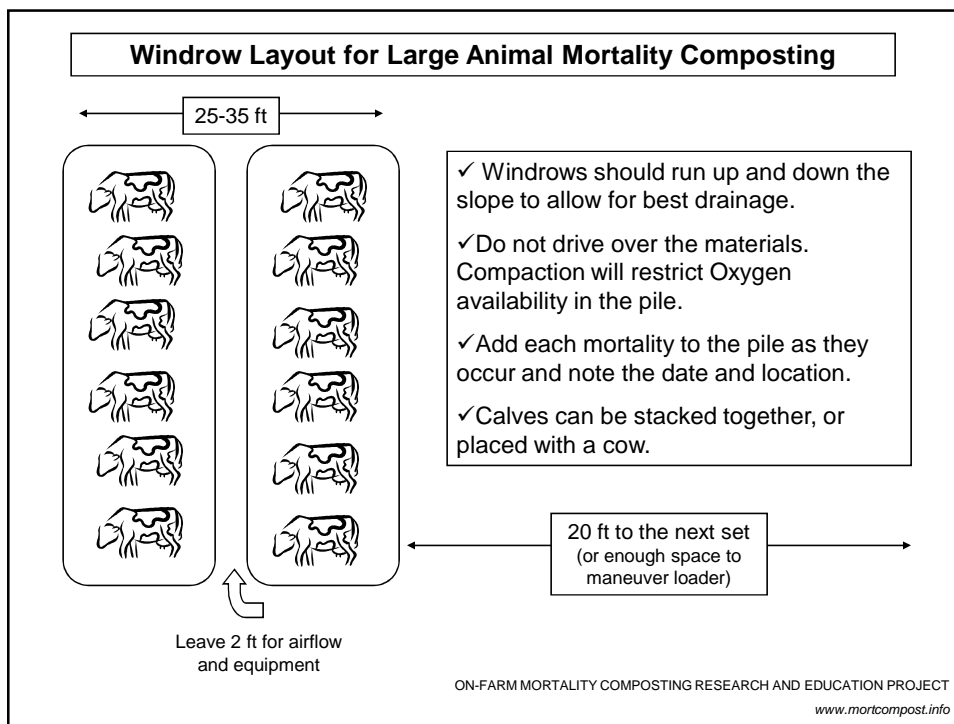 Windrow Layout for Large Animal Mortality Composting
25-35 ft
✓ Windrows should run up and down the
slope to allow for best drainage.
✓Do not drive over the materials.
Compaction will restrict Oxygen
availability in the pile.
✓Add each mortality to the pile as they
occur and note the date and location.
✓Calves can be stacked together, or
placed with a cow.
20 ft to the next set
(or enough space to
maneuver loader)
Leave 2 ft for airflow
and equipment
ON-FARM MORTALITY COMPOSTING RESEARCH AND EDUCATION PROJECT
www.mortcompost.info